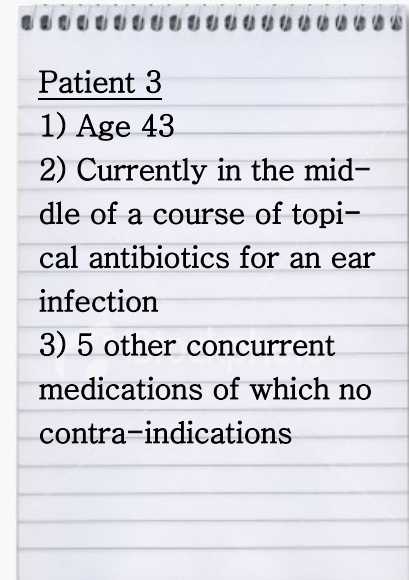 Patient 3
1) Age 43
2) Currently in the mid-
dle of a course of topi-
cal antibiotics for an ear
infection
3) 5 other concurrent
medications of which no
contra-indications